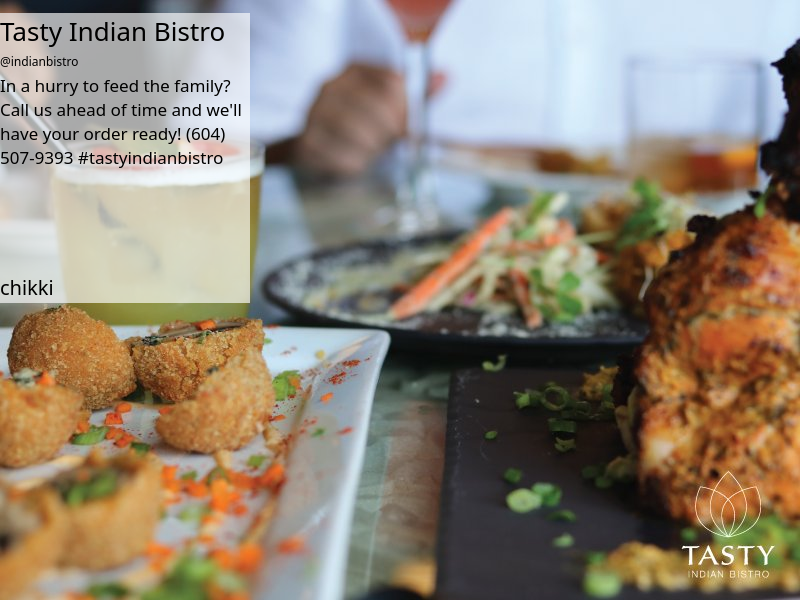 Tasty Indian Bistro
@indianbistro
In a hurry to feed the family?
Call us ahead of time and we'll
have your order ready! (604)
507-9393 #tastyindianbistro
chikki
TASTY
INDIAN BISTRO